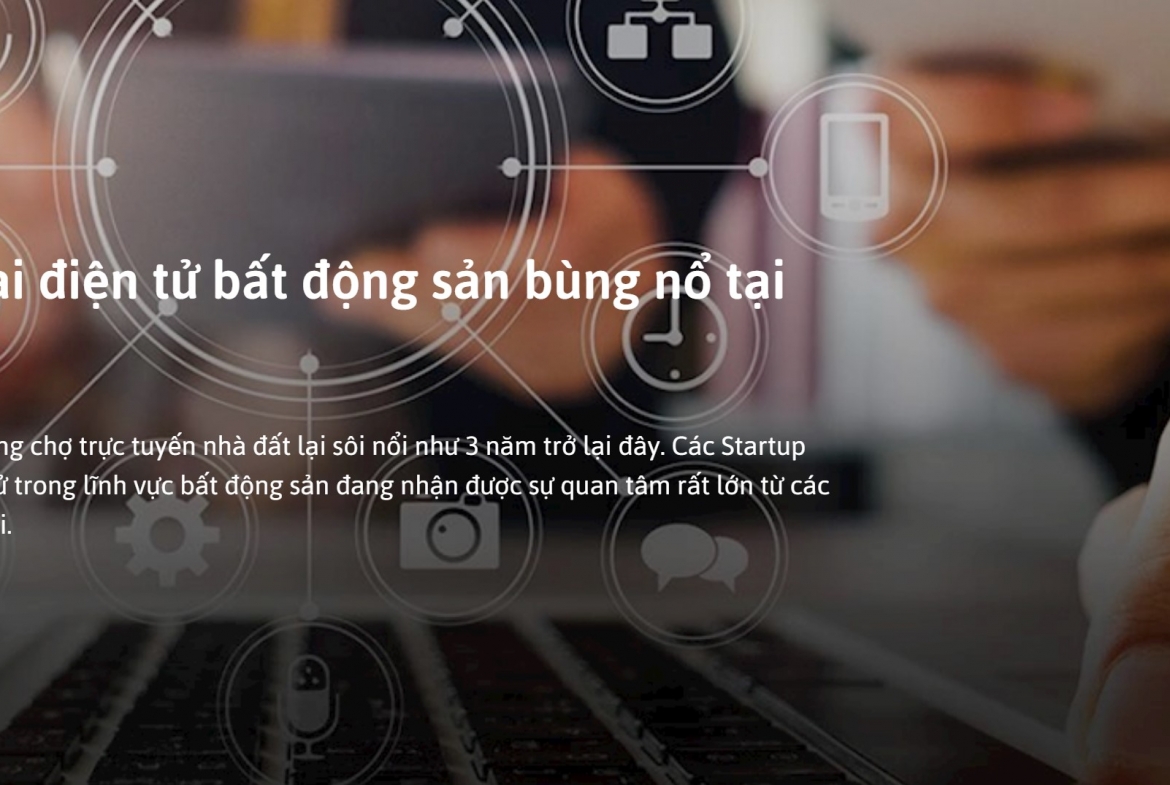 ai điện tử bất động sản bùng nổ tại
ng chợ trực tuyến nhà đất lại sôi nổi như 3 năm trở lại đây. Các Startup
ử trong lĩnh vực bất động sản đang nhận được sự quan tâm rất lớn từ các
i.